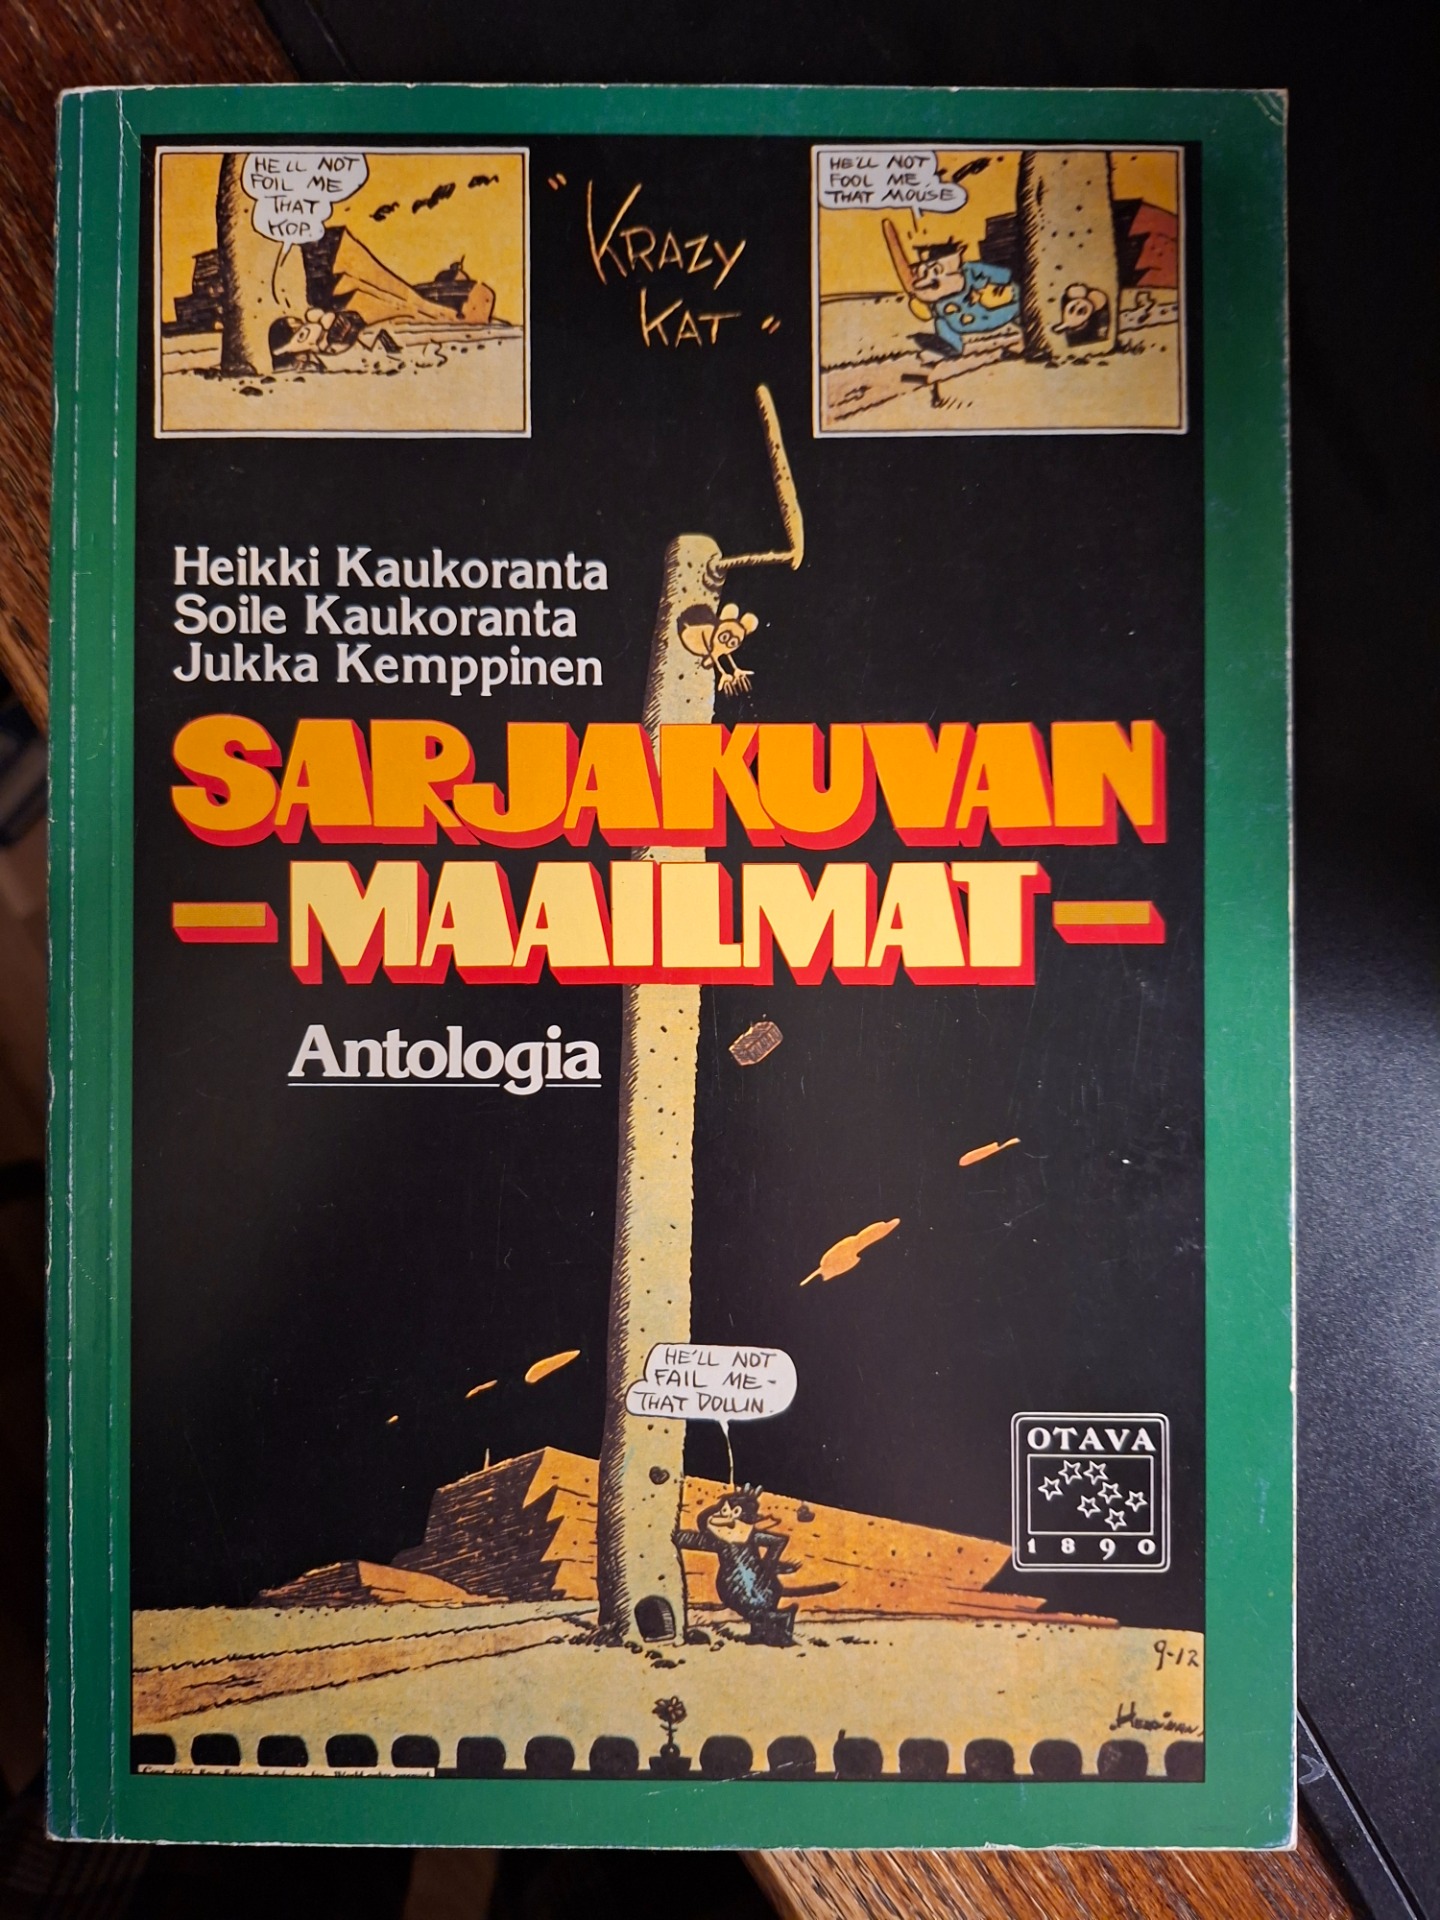 HE'LL NOT
FOIL ME
THAT
KOP.
"KRAZY
KAT"
HE'LL NOT
FOOL ME,
THAT MOUSE
Heikki Kaukoranta
Soile Kaukoranta
Jukka Kemppinen
SARJAKUVAN
-MAAILMAT-
Antologia
HE'LL NOT
FAIL ME-
THAT DOLLIN.
OTAVA
1890
9-12
Herriman